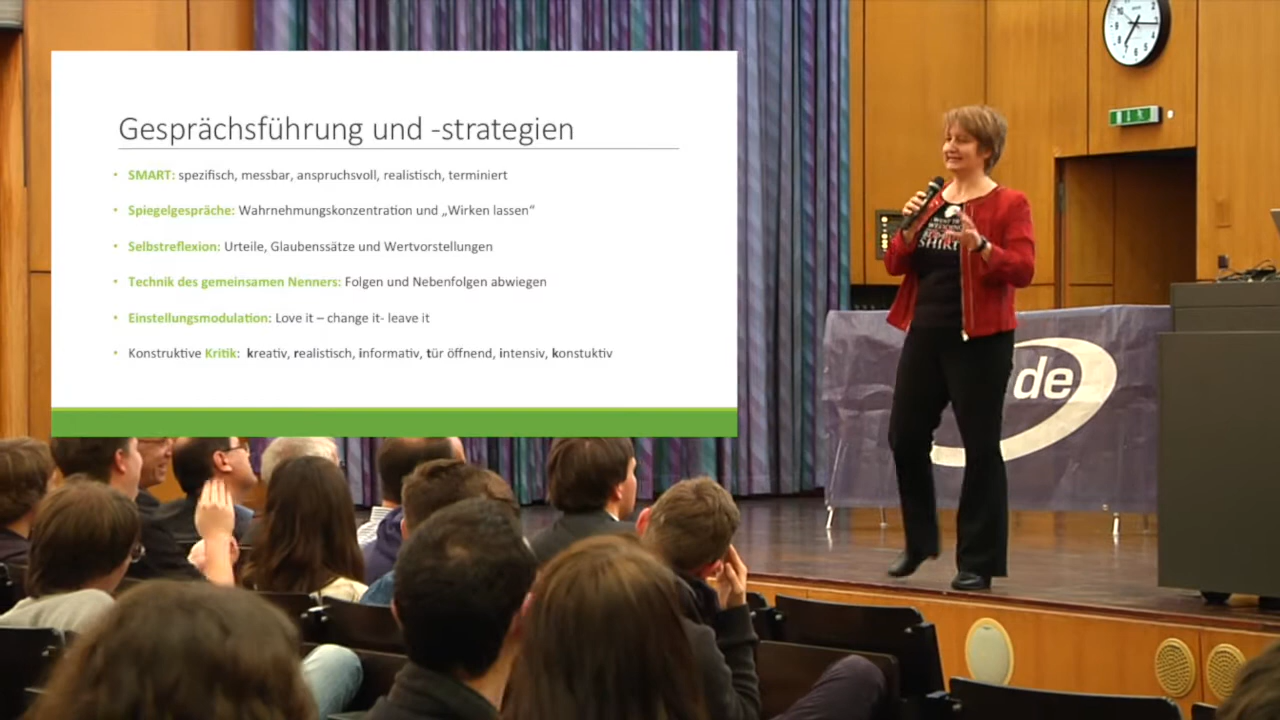 Gesprächsführung und -strategien
• SMART: spezifisch, messbar, anspruchsvoll, realistisch, terminiert
• Spiegelgespräche: Wahrnehmungskonzentration und „Wirken lassen“
• Selbstreflexion: Urteile, Glaubenssätze und Wertvorstellungen
• Technik des gemeinsamen Nenners: Folgen und Nebenfolgen abwiegen
• Einstellungsmodulation: Love it – change it- leave it
• Konstruktive Kritik: kreativ, realistisch, informativ, tür öffnend, intensiv, konstuktiv
de